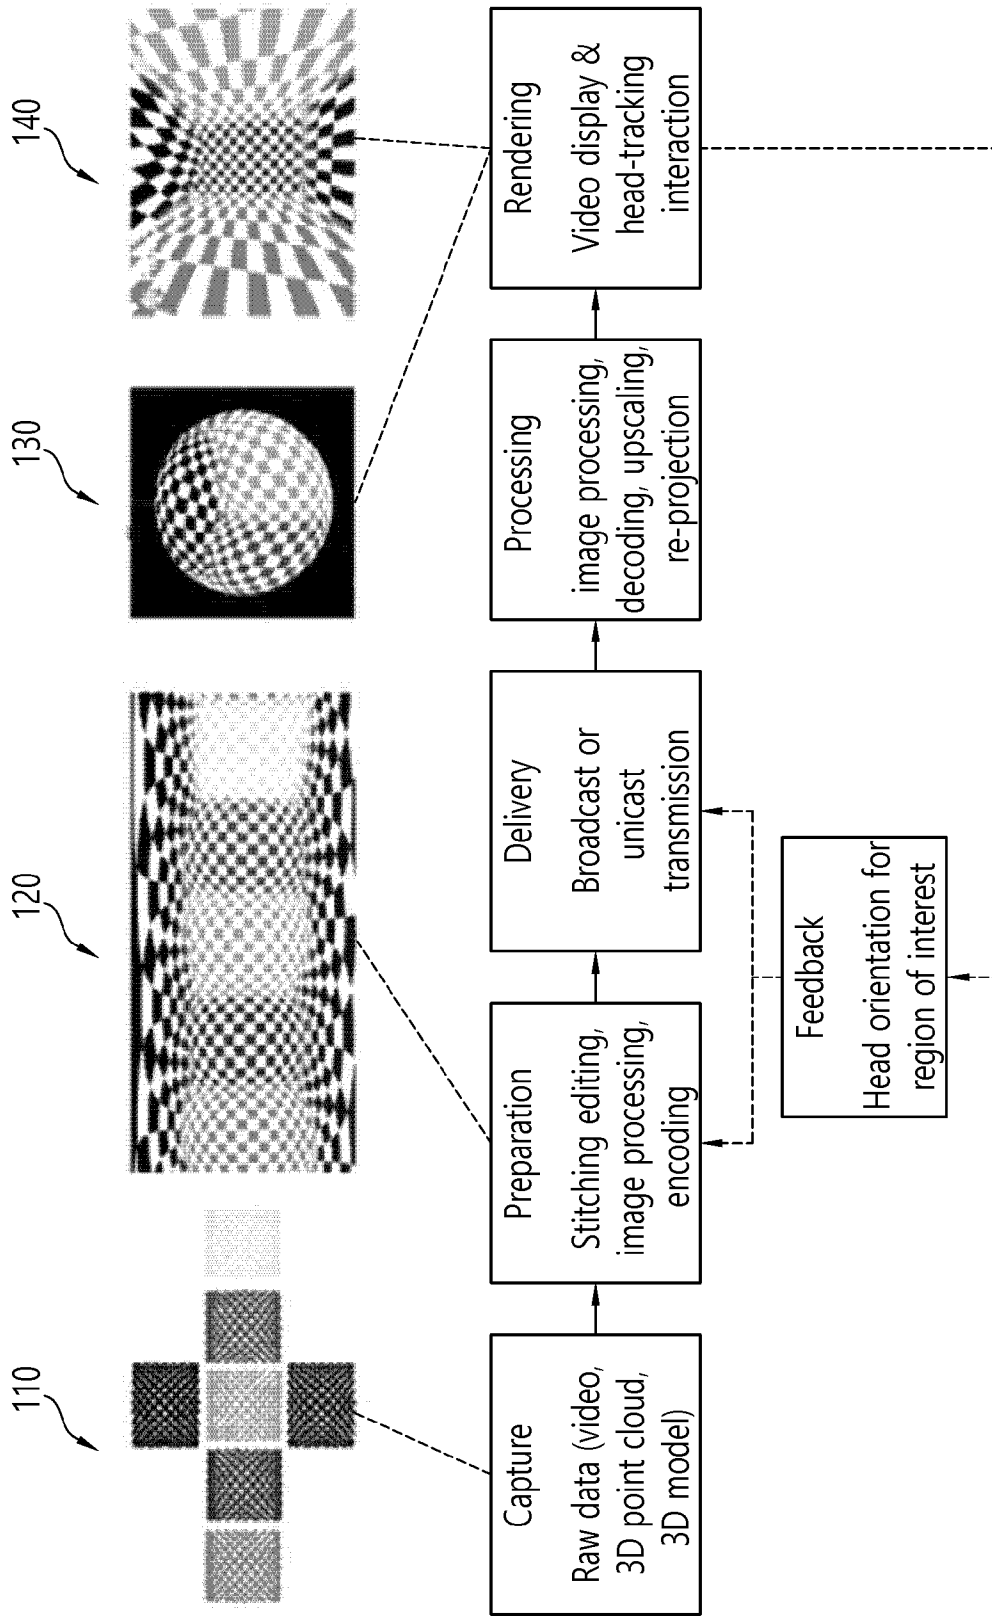 110
120
130
140
Capture
Raw data (video,
3D point cloud,
3D model)
Preparation
Stitching editing,
image processing,
encoding
Delivery
Broadcast or
unicast
transmission
Processing
image processing,
decoding, upscaling,
re-projection
Rendering
Video display &
head-tracking
interaction
Feedback
Head orientation for
region of interest